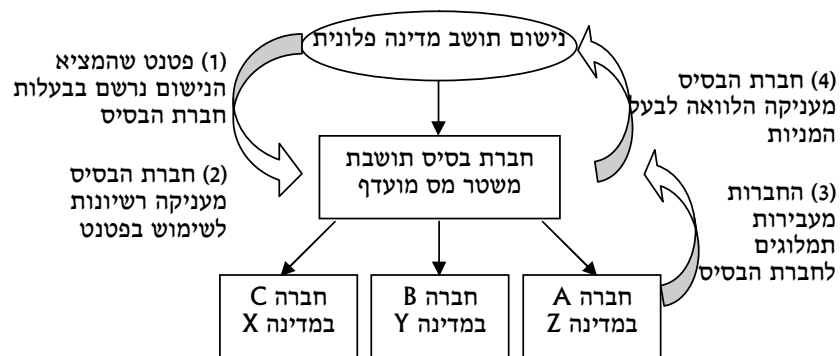 נישום תושב מדינה פלונית
(1) פטנט שהמציא
הנישום נרשם בבעלות
חברת הבסיס
(4) חברת הבסיס
מעניקה הלוואה לבעל
המניות
חברת בסיס תושבת
משטר מס מועדף
(2) חברת הבסיס
מעניקה רשיונות
לשימוש בפטנט
(3) החברות
מעבירות
תמלוגים
לחברת הבסיס
חברה A
במדינה Z
חברה B
במדינה Y
חברה C
במדינה X